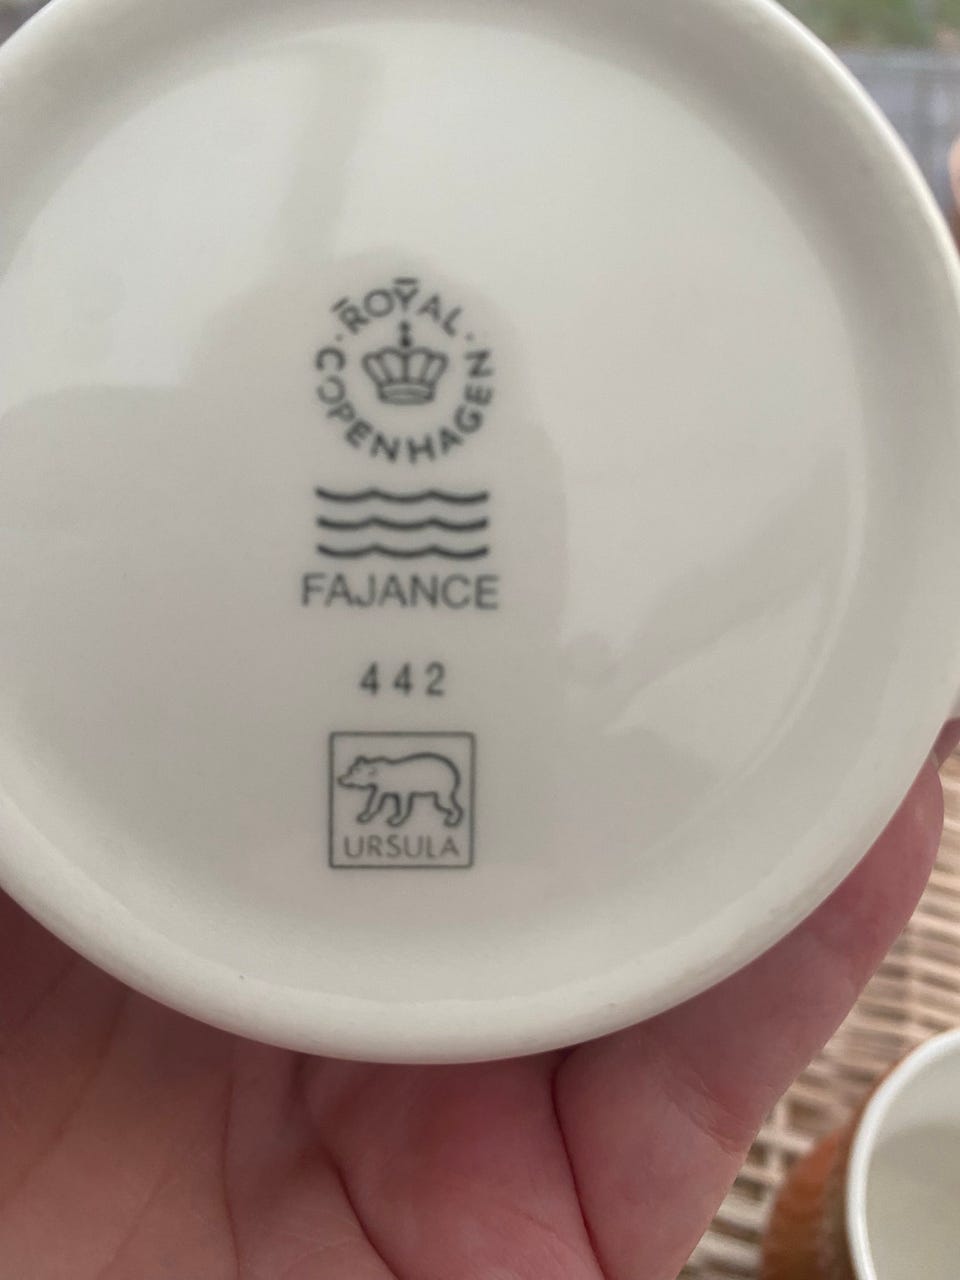 ROYAL COPENHAGEN
FAJANCE
442
URSULA